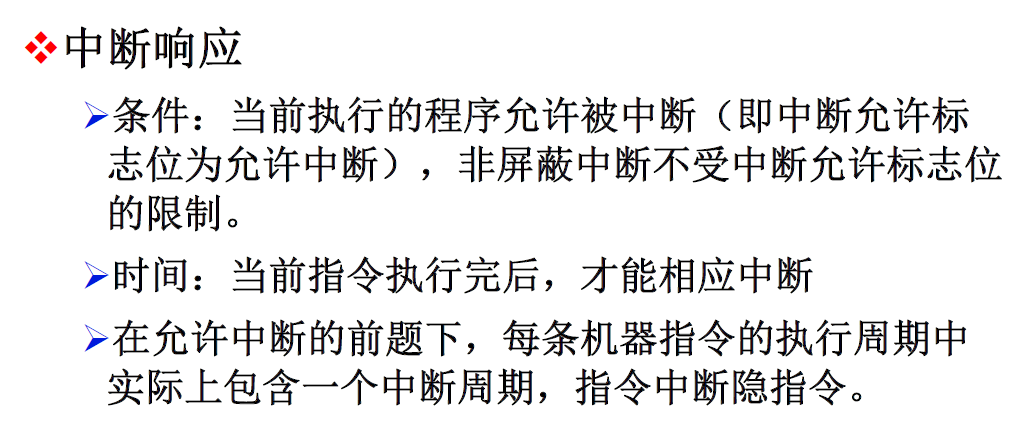 中断响应
条件：当前执行的程序允许被中断（即中断允许标
志位为允许中断），非屏蔽中断不受中断允许标志位
的限制。
时间：当前指令执行完后，才能相应中断
在允许中断的前题下，每条机器指令的执行周期中
实际上包含一个中断周期，指令中断隐指令。